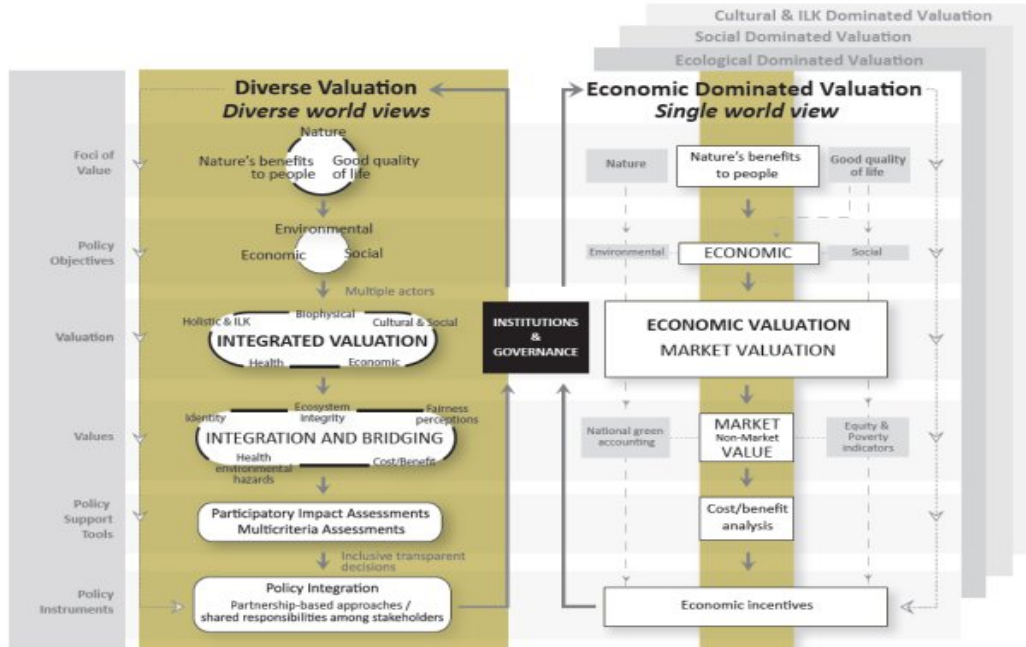 Cultural & ILK Dominated Valuation
Social Dominated Valuation
Ecological Dominated Valuation
Diverse Valuation
Diverse world views
Economic Dominated Valuation
Single world view
Foci of
Value
Nature
Nature's benefits
to people
Good quality
of life
Nature
Nature's benefits
to people
Good quality
of life
Policy
Objectives
Environmental
Economic
Social
Environmental
ECONOMIC
Social
Multiple actors
Valuation
Holistic & ILK
Biophysical
Cultural & Social
INTEGRATED VALUATION
Health
Economic
INSTITUTIONS
&
GOVERNANCE
ECONOMIC VALUATION
MARKET VALUATION
Values
Identity
Ecosystem
integrity
Fairness
perceptions
INTEGRATION AND BRIDGING
Health
environmental
hazards
Cost/Benefit
National green
accounting
MARKET
Non-Market
VALUE
Equity &
Poverty
indicators
Policy
Support
Tools
Participatory Impact Assessments
Multicriteria Assessments
Cost/benefit
analysis
Inclusive transparent
decisions
Policy
Instruments
Policy Integration
Partnership-based approaches /
shared responsibilities among stakeholders
Economic incentives